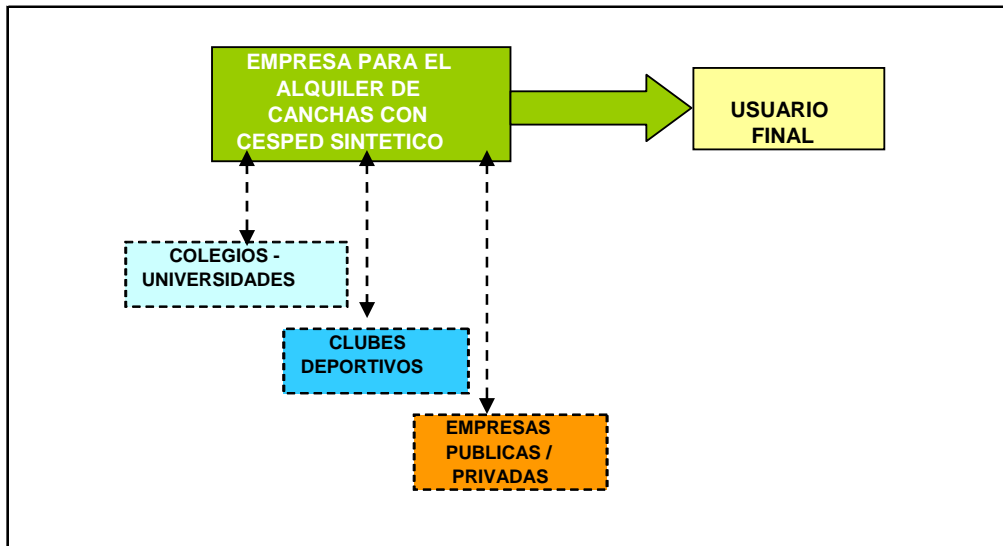 EMPRESA PARA EL
ALQUILER DE
CANCHAS CON
CESPED SINTETICO
USUARIO
FINAL
COLEGIOS -
UNIVERSIDADES
CLUBES
DEPORTIVOS
EMPRESAS
PUBLICAS /
PRIVADAS